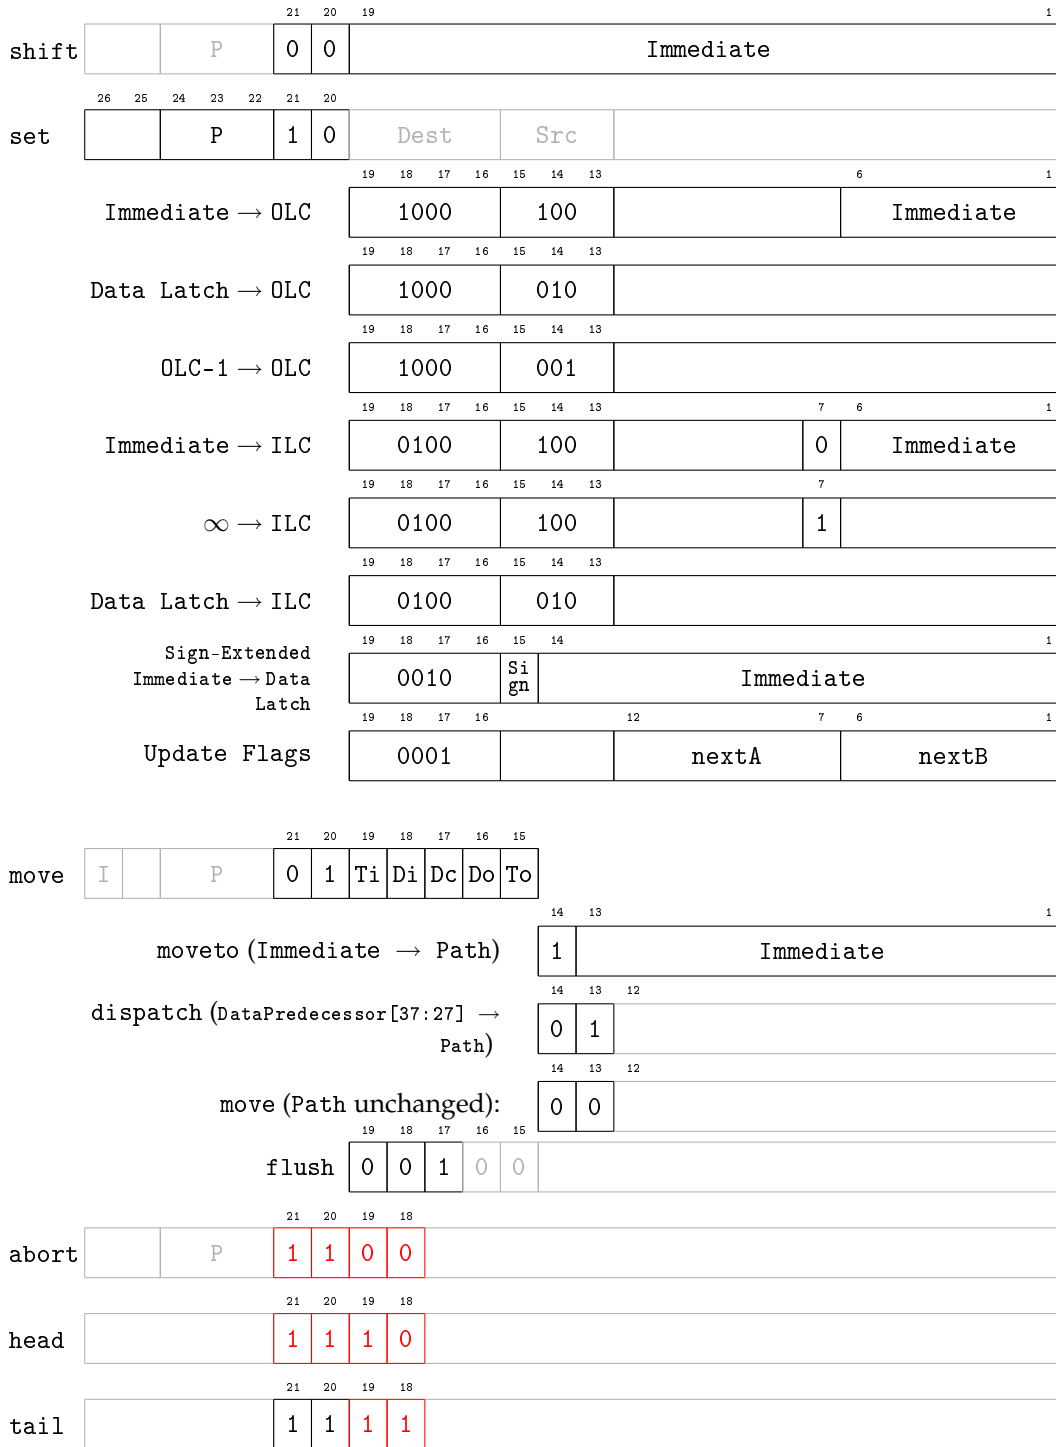 21 20 19 1
shift P 0 0 Immediate
26 25 24 23 22 21 20
set P 1 0 Dest Src
19 18 17 16 15 14 13 6 1
Immediate → OLC 1000 100 Immediate
19 18 17 16 15 14 13
Data Latch → OLC 1000 010
19 18 17 16 15 14 13
OLC-1 → OLC 1000 001
19 18 17 16 15 14 13 7 6 1
Immediate → ILC 0100 100 0 Immediate
19 18 17 16 15 14 13 7
∞ → ILC 0100 100 1
19 18 17 16 15 14 13
Data Latch → ILC 0100 010
19 18 17 16 15 14 1
Sign-Extended
Immediate → Data
Latch
0010 Si
gn
Immediate
19 18 17 16 12 7 6 1
Update Flags 0001 nextA nextB
21 20 19 18 17 16 15
move I P 0 1 Ti Di Dc Do To
14 13 1
moveto (Immediate → Path) 1 Immediate
14 13 12
dispatch (DataPredecessor[37:27] →
Path)
0 1
14 13 12
move (Path unchanged): 0 0
19 18 17 16 15
flush 0 0 1 0 0
21 20 19 18
abort P 1 1 0 0
21 20 19 18
head 1 1 1 0
21 20 19 18
tail 1 1 1 1